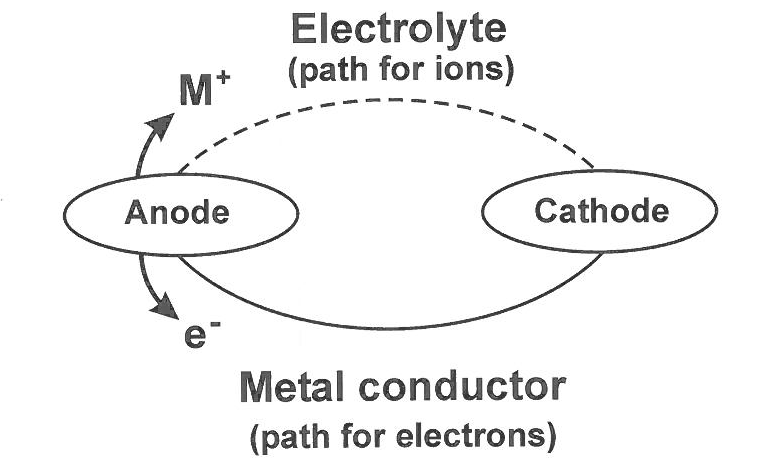 Electrolyte
(path for ions)
M⁺
Anode
Cathode
e⁻
Metal conductor
(path for electrons)